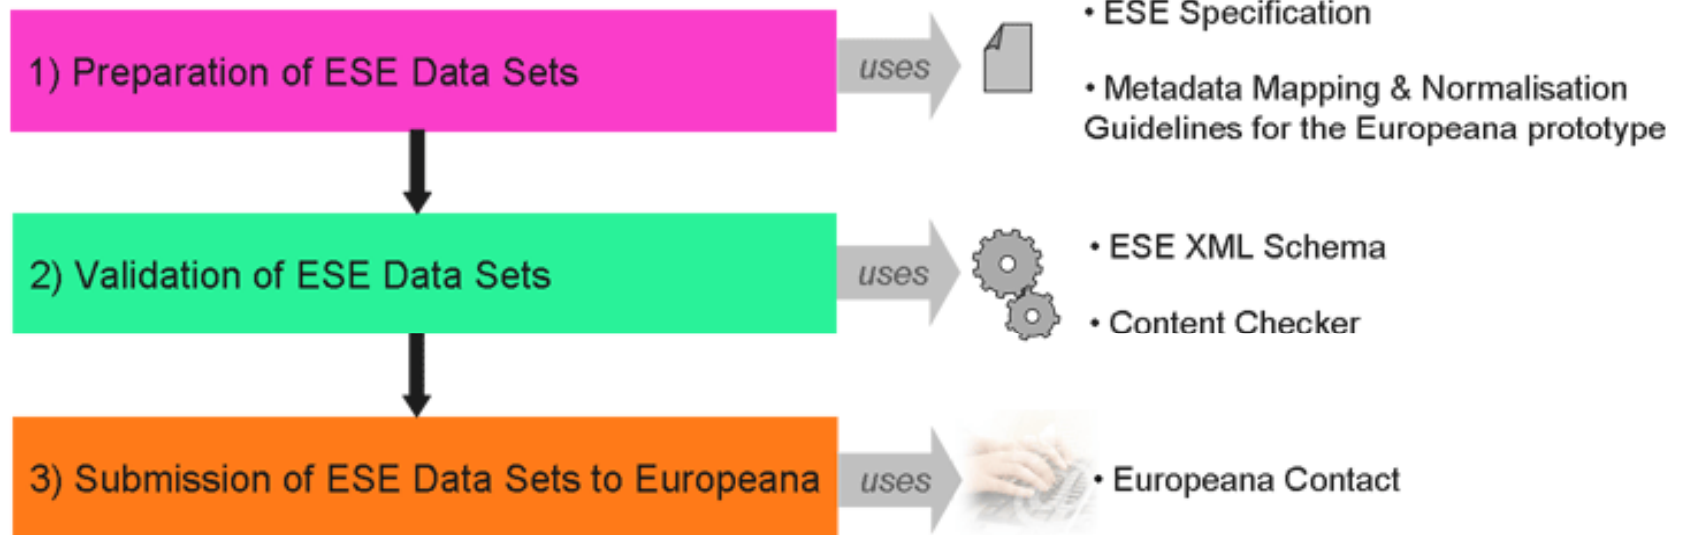 1) Preparation of ESE Data Sets
uses
• ESE Specification
• Metadata Mapping & Normalisation
Guidelines for the Europeana prototype
2) Validation of ESE Data Sets
uses
• ESE XML Schema
• Content Checker
3) Submission of ESE Data Sets to Europeana
uses
• Europeana Contact